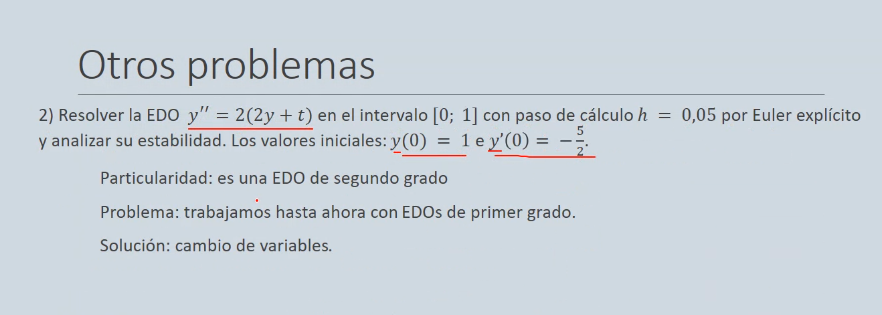 Otros problemas
2) Resolver la EDO y′′ = 2(2y + t) en el intervalo [0; 1] con paso de cálculo h = 0,05 por Euler explícito
y analizar su estabilidad. Los valores iniciales: y(0) = 1 e y’(0) = −5/2.
Particularidad: es una EDO de segundo grado
Problema: trabajamos hasta ahora con EDOs de primer grado.
Solución: cambio de variables.